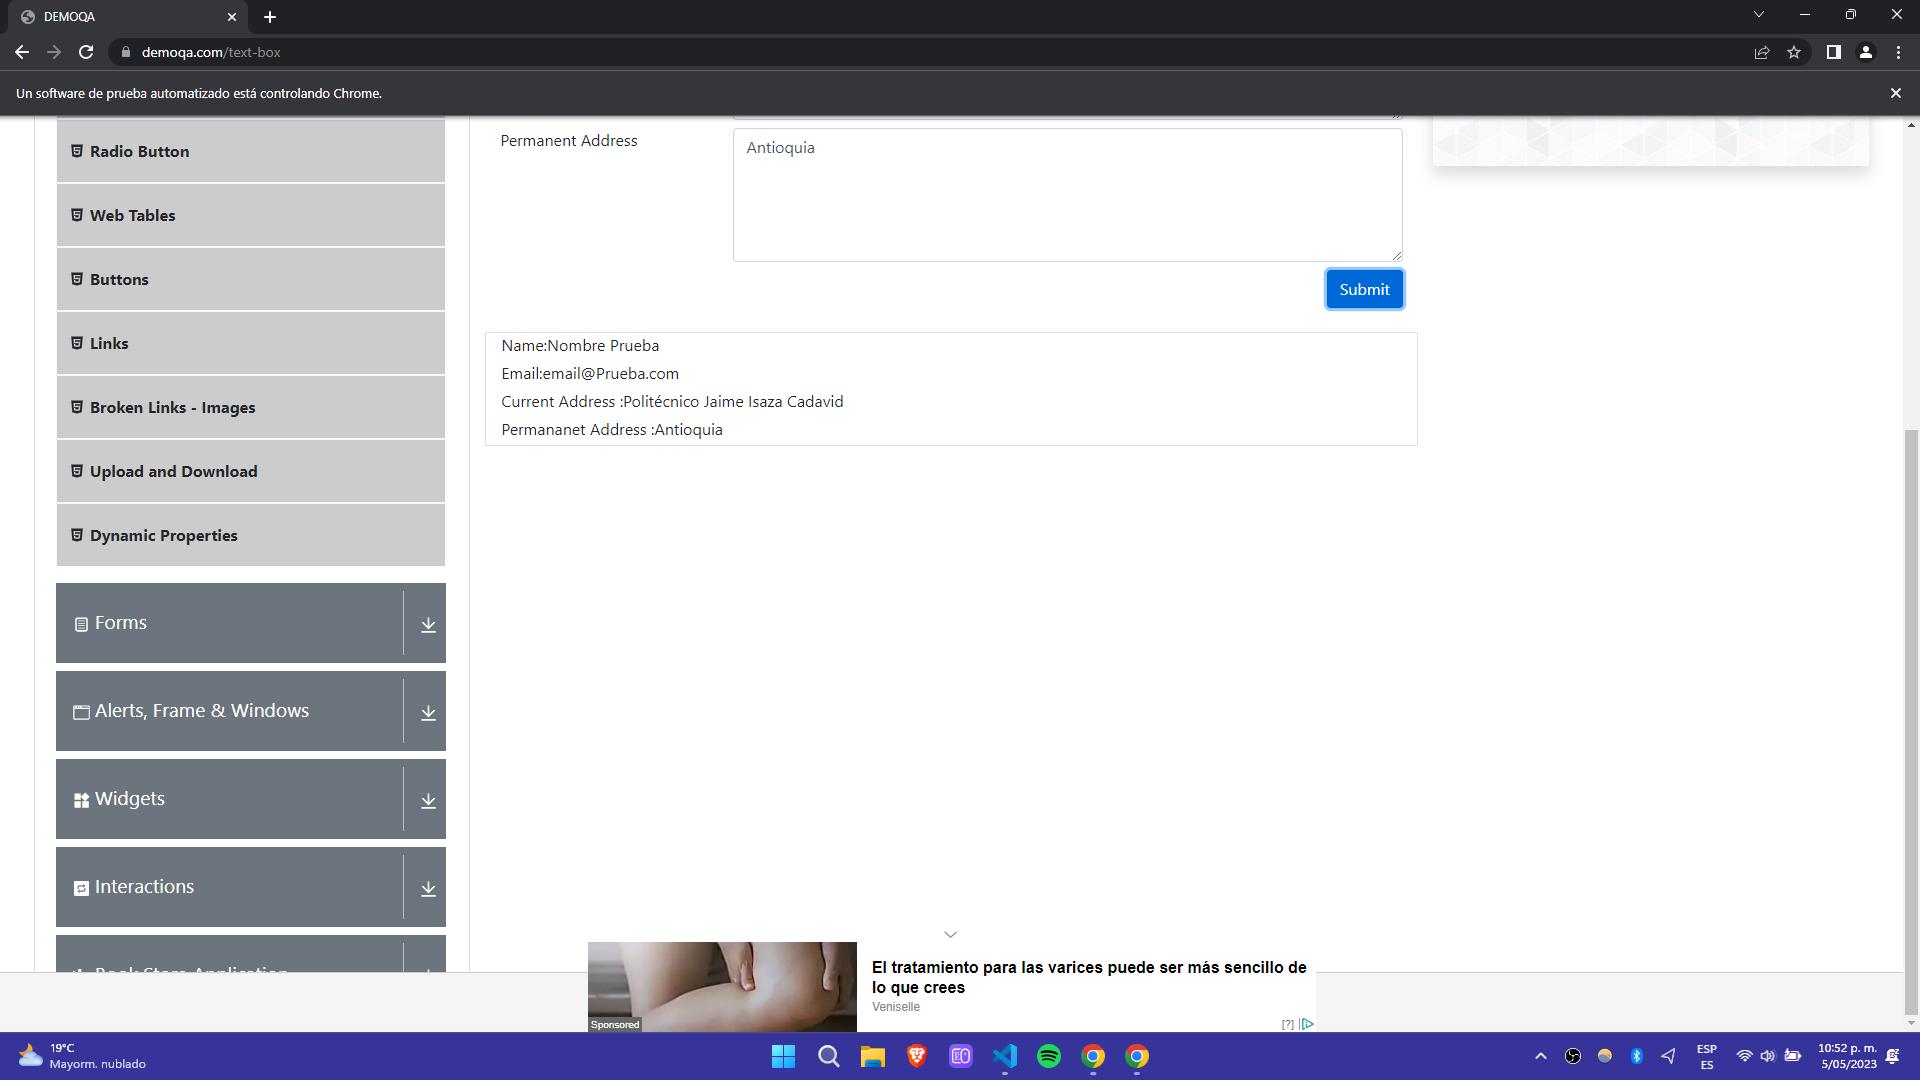 DEMOQA
demoqa.com/text-box
Un software de prueba automatizado está controlando Chrome.
Radio Button
Web Tables
Buttons
Links
Broken Links - Images
Upload and Download
Dynamic Properties
Forms
Alerts, Frame & Windows
Widgets
Interactions
Book Store Application
Permanent Address
Antioquia
Submit
Name:Nombre Prueba
Email:email@Prueba.com
Current Address :Politécnico Jaime Isaza Cadavid
Permananet Address :Antioquia
El tratamiento para las varices puede ser más sencillo de
lo que crees
Veniselle
Sponsored
[?]
19°C
Mayorm. nublado
ESP
ES
10:52 p. m.
5/05/2023